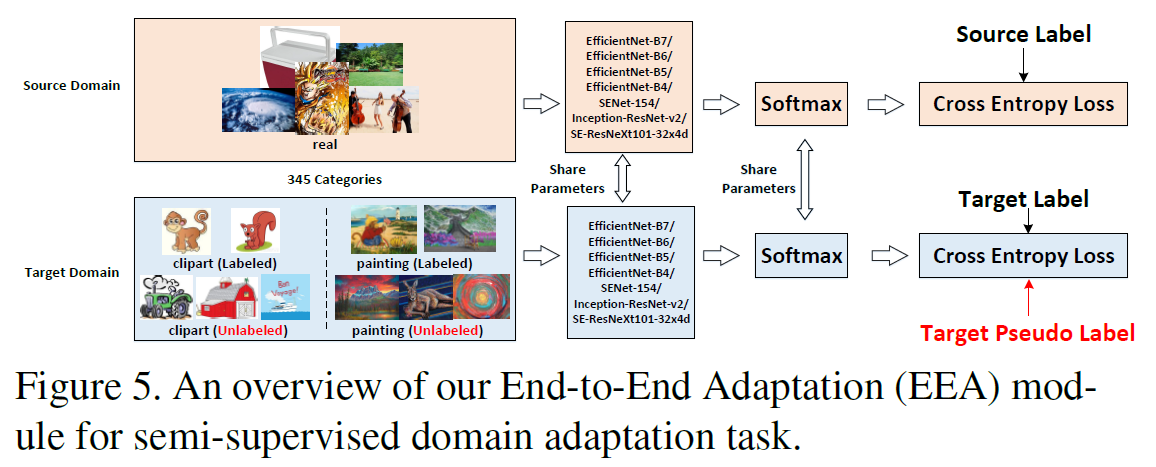 Source Domain
real
EfficientNet-B7/
EfficientNet-B6/
EfficientNet-B5/
EfficientNet-B4/
SENet-154/
Inception-ResNet-v2/
SE-ResNeXt101-32x4d
Softmax
Source Label
Cross Entropy Loss
345 Categories
Share
Parameters
Share
Parameters
Target Domain
clipart (Labeled)
painting (Labeled)
Bon
Voyage!
clipart (Unlabeled)
painting (Unlabeled)
EfficientNet-B7/
EfficientNet-B6/
EfficientNet-B5/
EfficientNet-B4/
SENet-154/
Inception-ResNet-v2/
SE-ResNeXt101-32x4d
Softmax
Target Label
Cross Entropy Loss
Target Pseudo Label
Figure 5. An overview of our End-to-End Adaptation (EEA) mod-
ule for semi-supervised domain adaptation task.